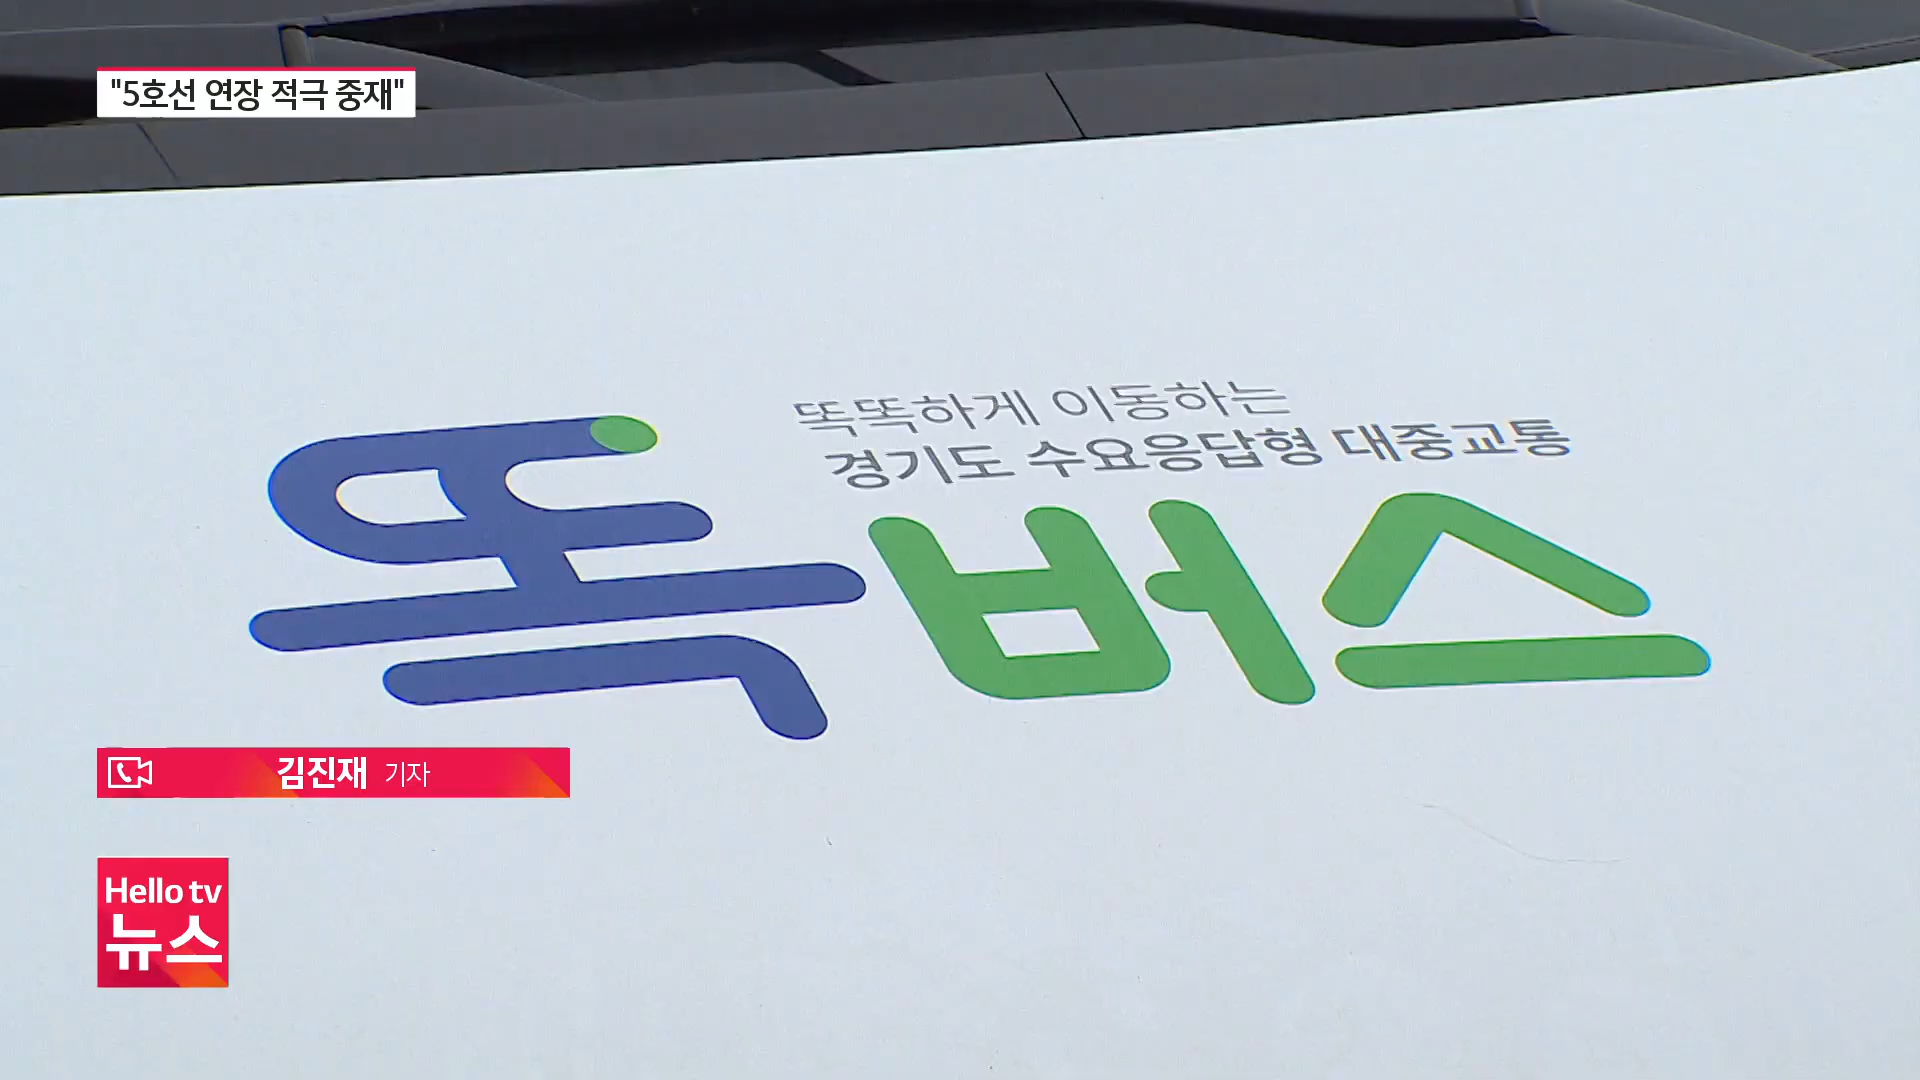 "5호선 연장 적극 중재"
똑똑하게 이동하는
경기도 수요응답형 대중교통
똑버스
김진재 기자
Hello tv
뉴스